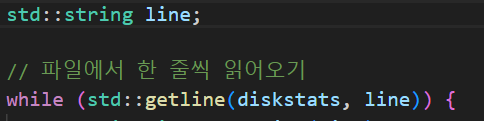 std::string line;
// 파일에서 한 줄씩 읽어오기
while (std::getline(diskstats, line)) {